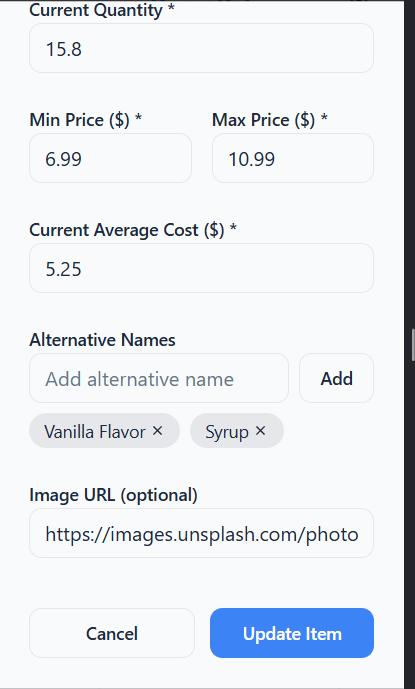 Current Quantity *
15.8
Min Price ($) * Max Price ($) *
6.99 10.99
Current Average Cost ($) *
5.25
Alternative Names
Add alternative name Add
Vanilla Flavor × Syrup ×
Image URL (optional)
https://images.unsplash.com/photo
Cancel Update Item